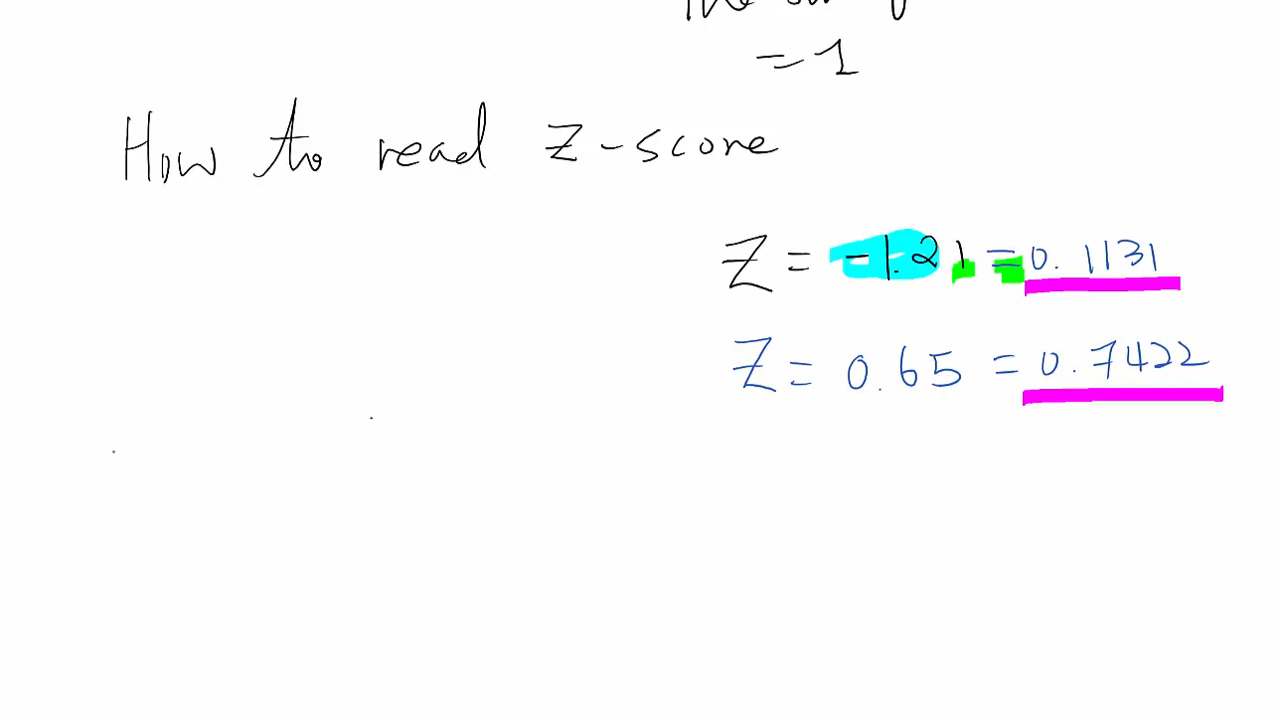 = 1
How to read z-score
Z = -1.21 = 0.1131
Z = 0.65 = 0.7422